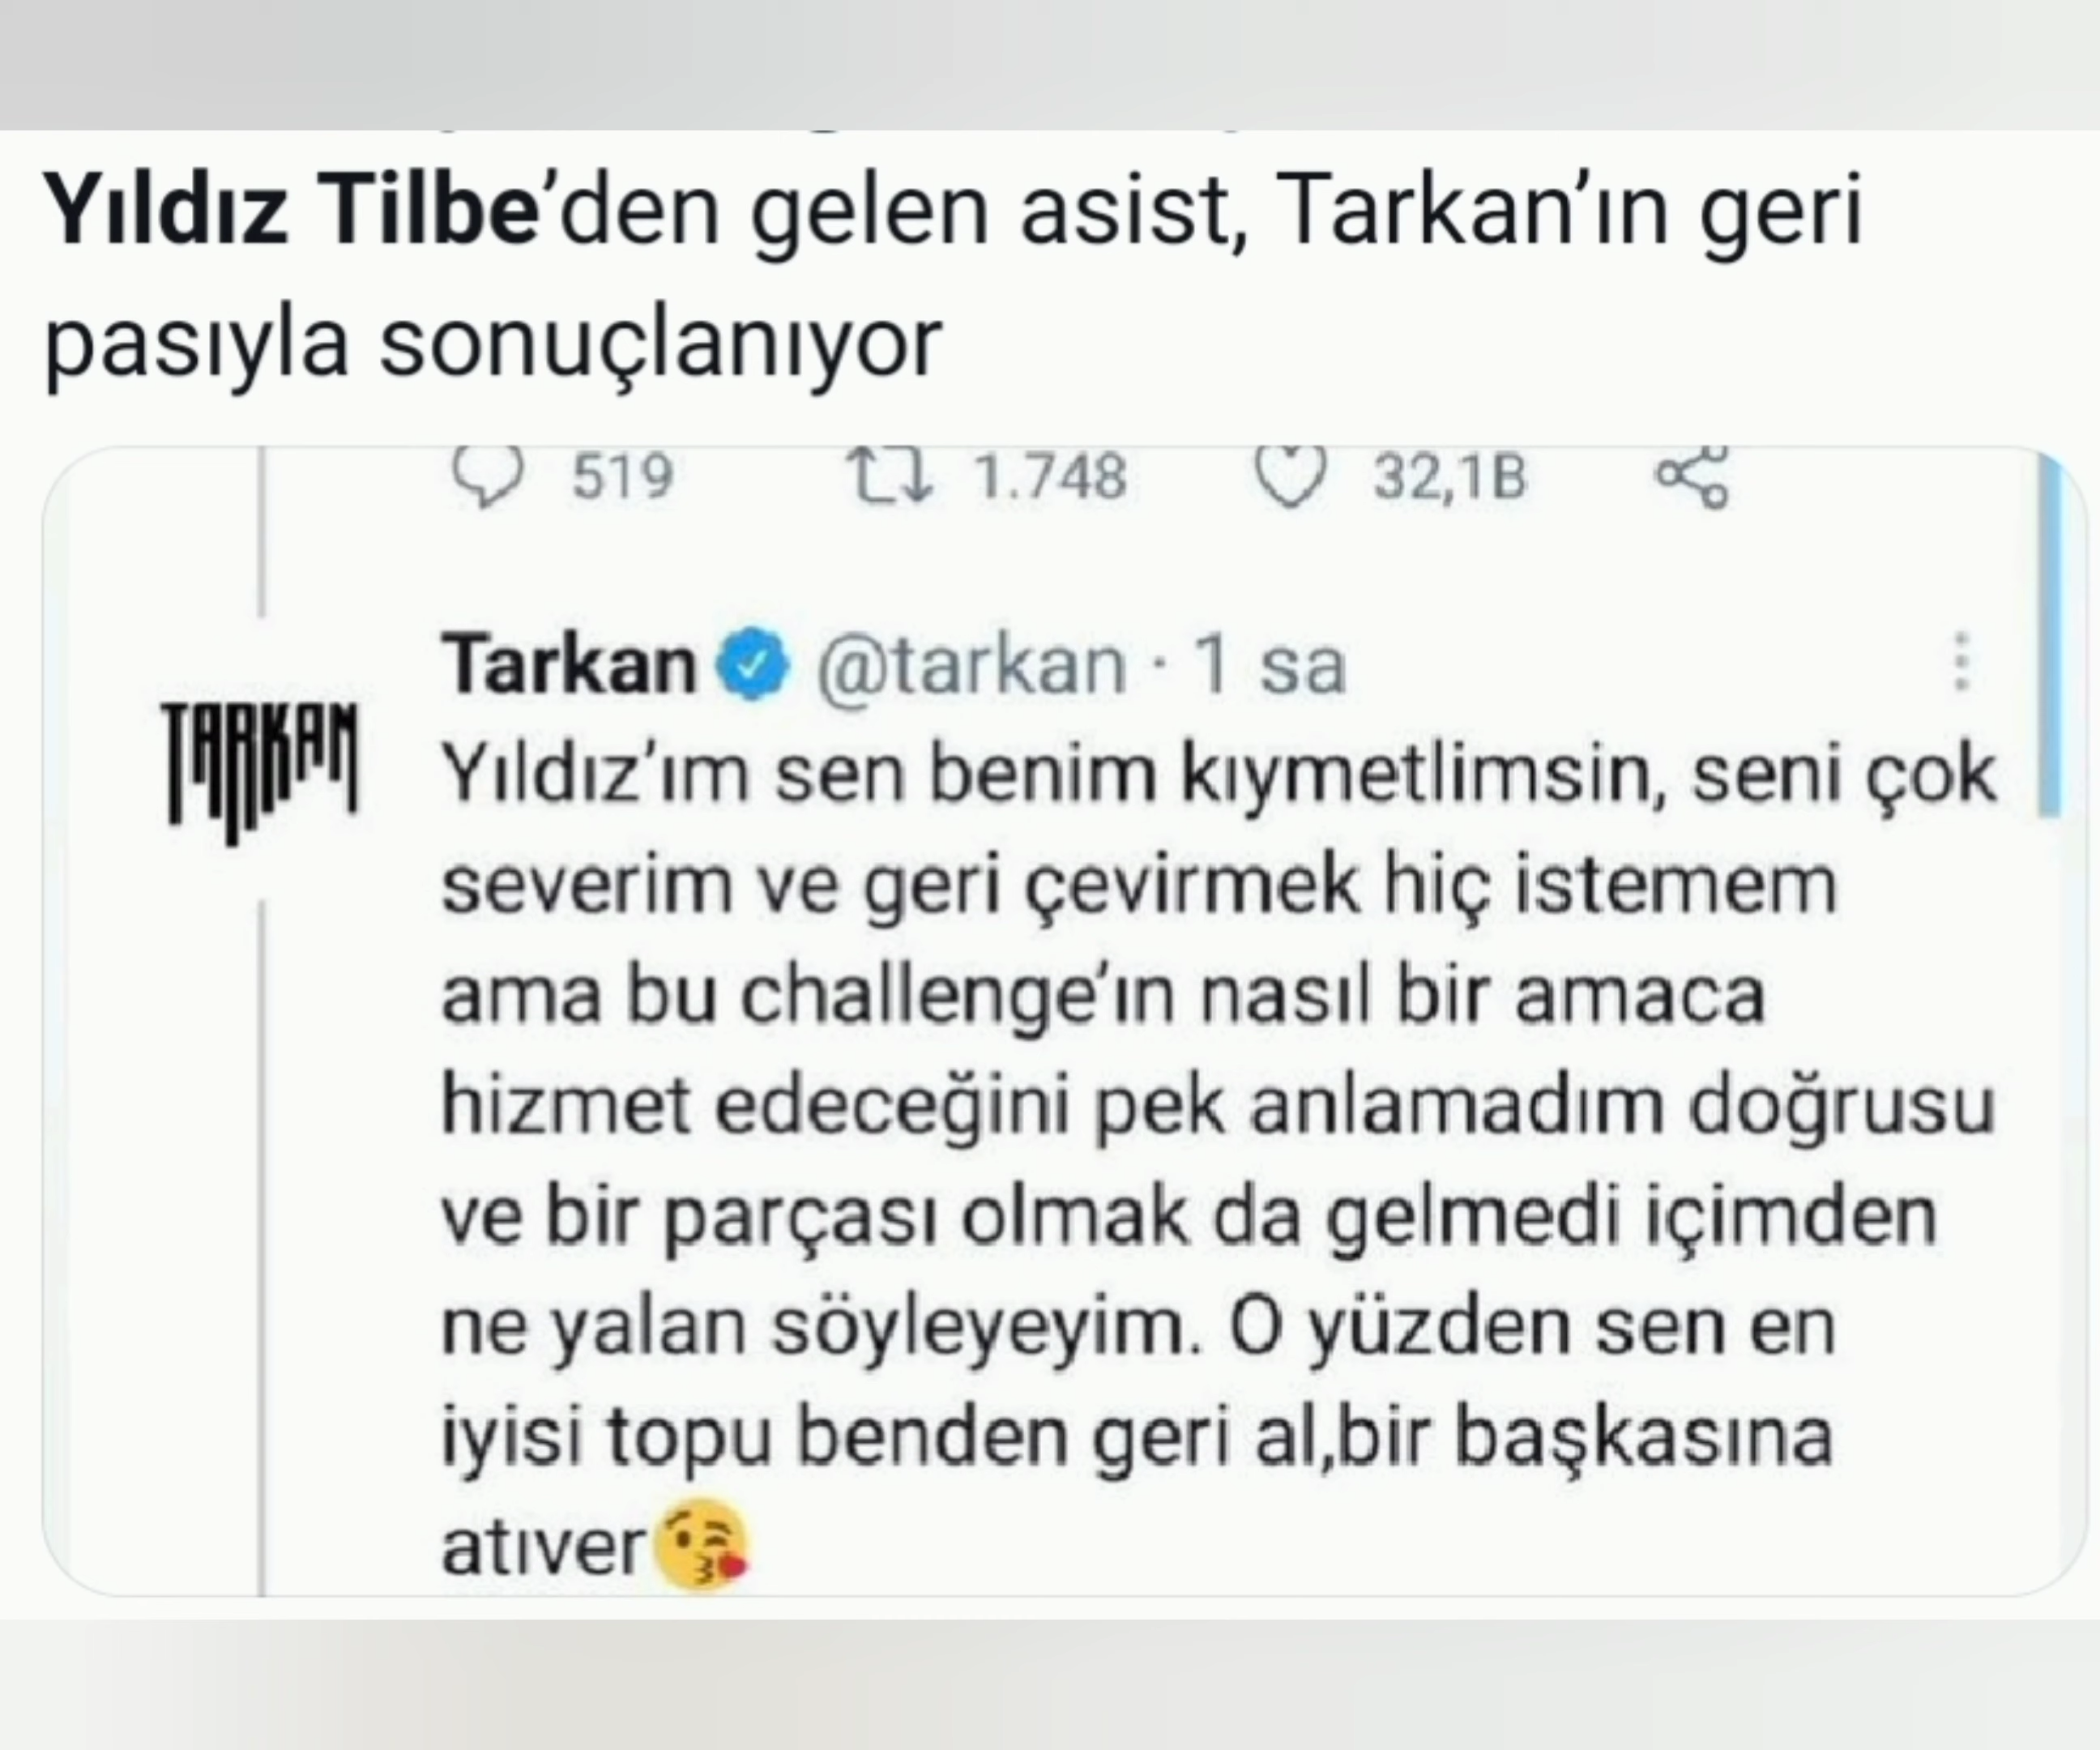 Yıldız Tilbe’den gelen asist, Tarkan’ın geri
pasıyla sonuçlanıyor
519 1.748 32,1B
Tarkan @tarkan · 1 sa
TARKAN
Yıldız’ım sen benim kıymetlimsin, seni çok
severim ve geri çevirmek hiç istemem
ama bu challenge’ın nasıl bir amaca
hizmet edeceğini pek anlamadım doğrusu
ve bir parçası olmak da gelmedi içimden
ne yalan söyleyeyim. O yüzden sen en
iyisi topu benden geri al,bir başkasına
atıver😘